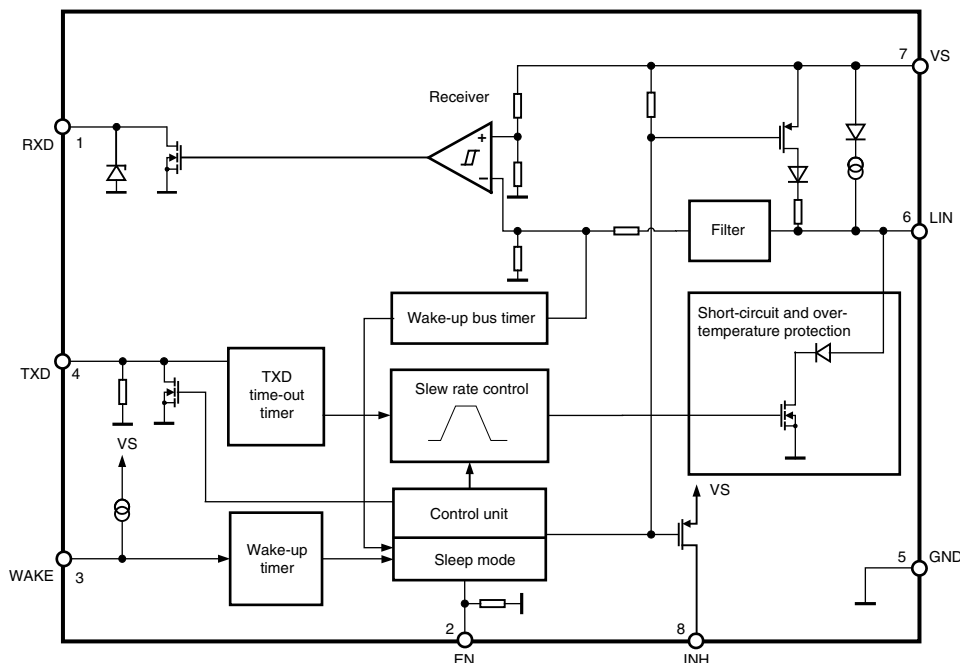 7
VS
Receiver
RXD
1
+
−
6
LIN
Filter
Wake-up bus timer
Short-circuit and over-
temperature protection
TXD
4
TXD
time-out
timer
Slew rate control
VS
VS
Control unit
Sleep mode
WAKE
3
Wake-up
timer
5
GND
2
EN
8
INH